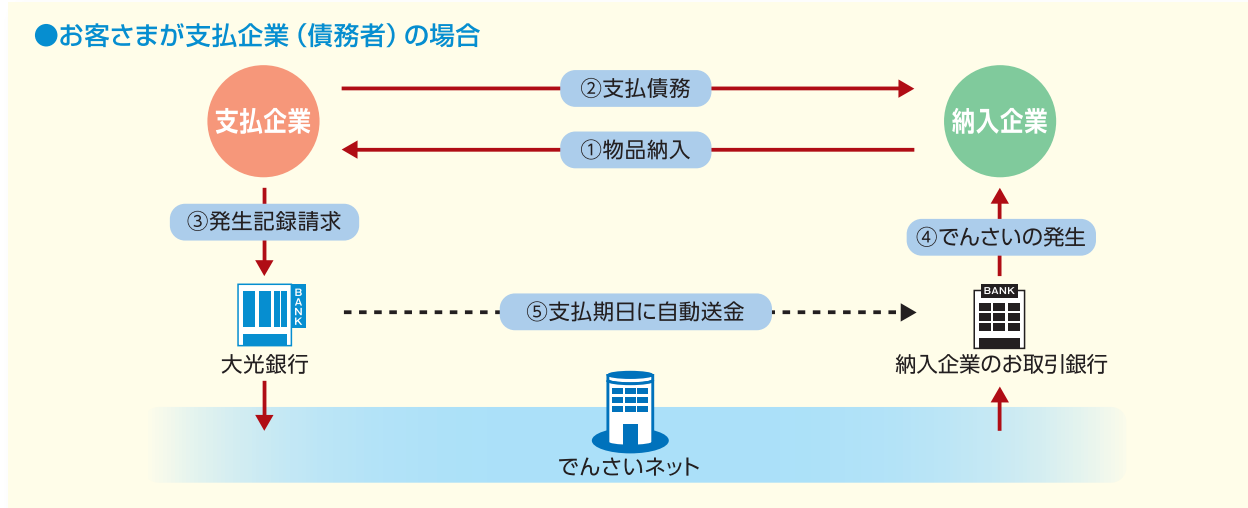 ●お客さまが支払企業（債務者）の場合
支払企業
②支払債務
納入企業
①物品納入
③発生記録請求
④でんさいの発生
BANK
BANK
⑤支払期日に自動送金
大光銀行
納入企業のお取引銀行
でんさいネット